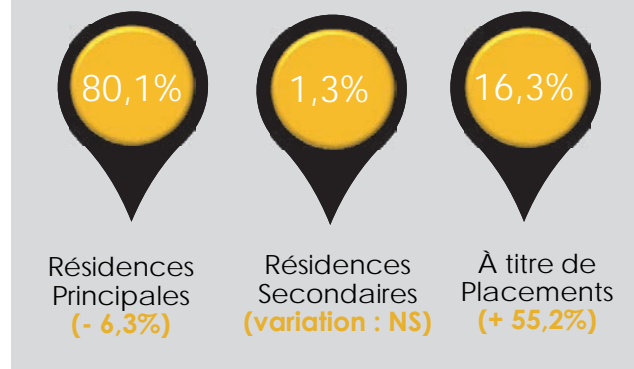 80,1%
1,3%
16,3%
Résidences
Principales
(- 6,3%)
Résidences
Secondaires
(variation : NS)
À titre de
Placements
(+ 55,2%)